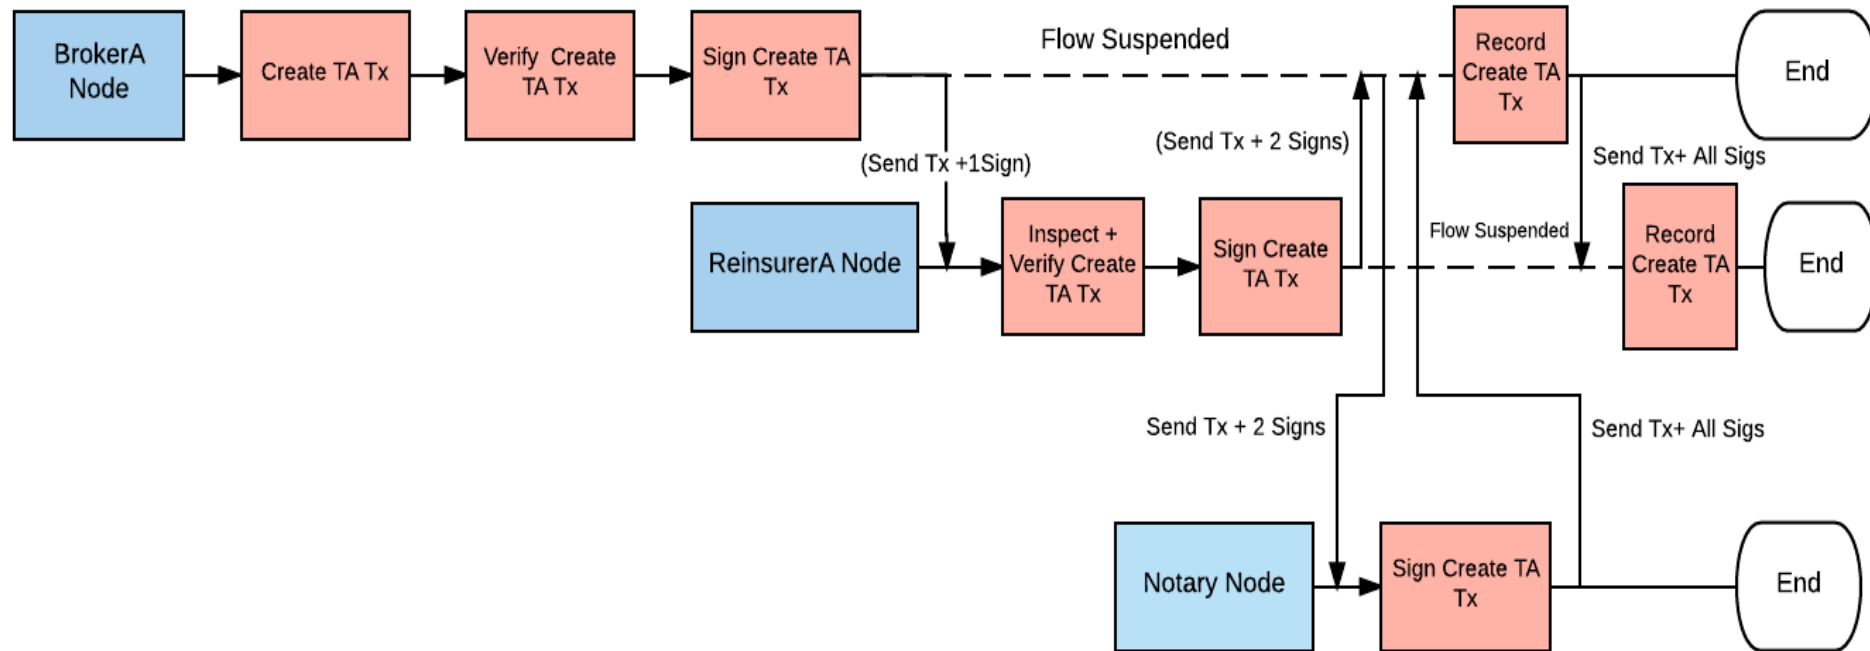 BrokerA
Node
Create TA Tx
Verify Create
TA Tx
Sign Create TA
Tx
Flow Suspended
Record
Create TA
Tx
End
(Send Tx +1Sign)
(Send Tx + 2 Signs)
Send Tx+ All Sigs
ReinsurerA Node
Inspect +
Verify Create
TA Tx
Sign Create
TA Tx
Flow Suspended
Record
Create TA
Tx
End
Send Tx + 2 Signs
Send Tx+ All Sigs
Notary Node
Sign Create TA
Tx
End